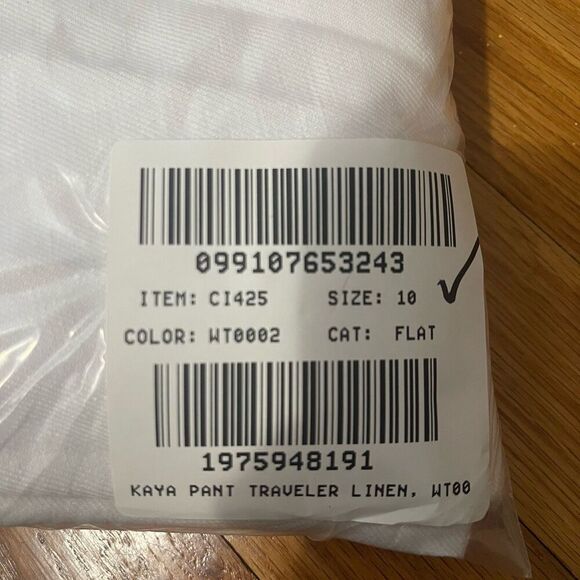 099107653243
ITEM: CI425 SIZE: 10
COLOR: WT0002 CAT: FLAT
1975948191
KAYA PANT TRAVELER LINEN, WT00